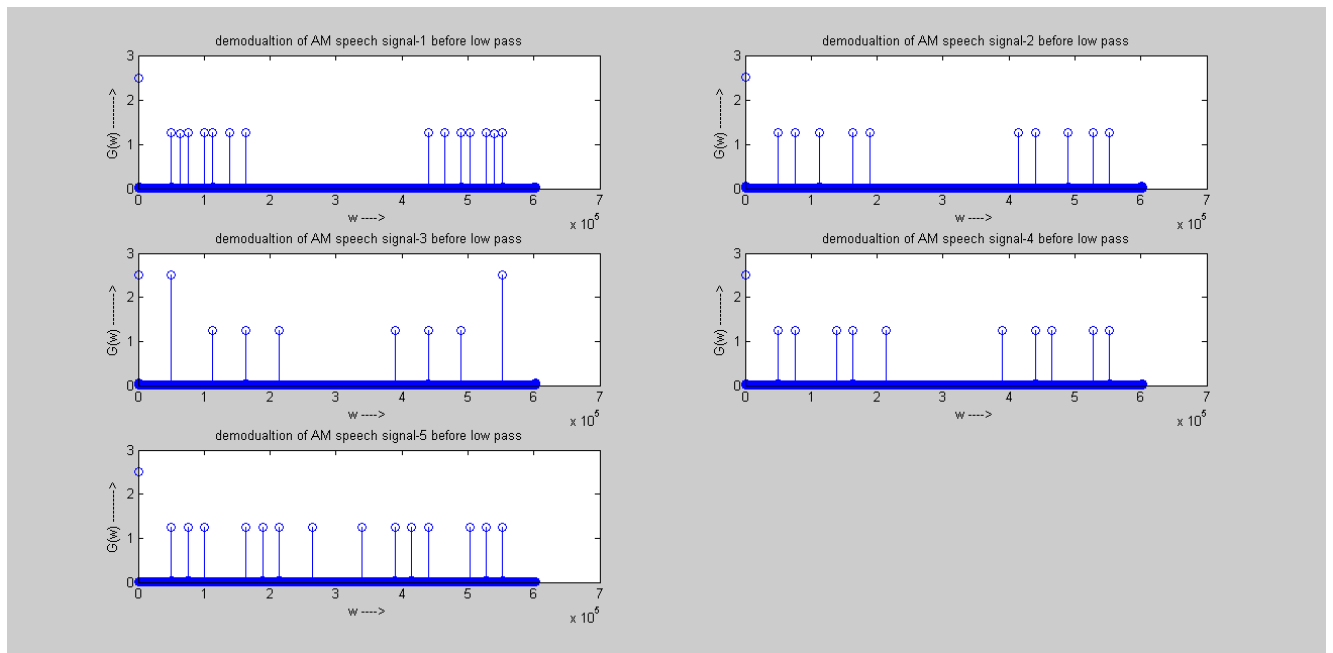 demodualtion of AM speech signal-1 before low pass
3
2
1
0
G(w) ------->
0 1 2 3 4 5 6 7
w ---->
x 10^5
demodualtion of AM speech signal-2 before low pass
3
2
1
0
G(w) ------->
0 1 2 3 4 5 6 7
w ---->
x 10^5
demodualtion of AM speech signal-3 before low pass
3
2
1
0
G(w) ------->
0 1 2 3 4 5 6 7
w ---->
x 10^5
demodualtion of AM speech signal-4 before low pass
3
2
1
0
G(w) ------->
0 1 2 3 4 5 6 7
w ---->
x 10^5
demodualtion of AM speech signal-5 before low pass
3
2
1
0
G(w) ------->
0 1 2 3 4 5 6 7
w ---->
x 10^5